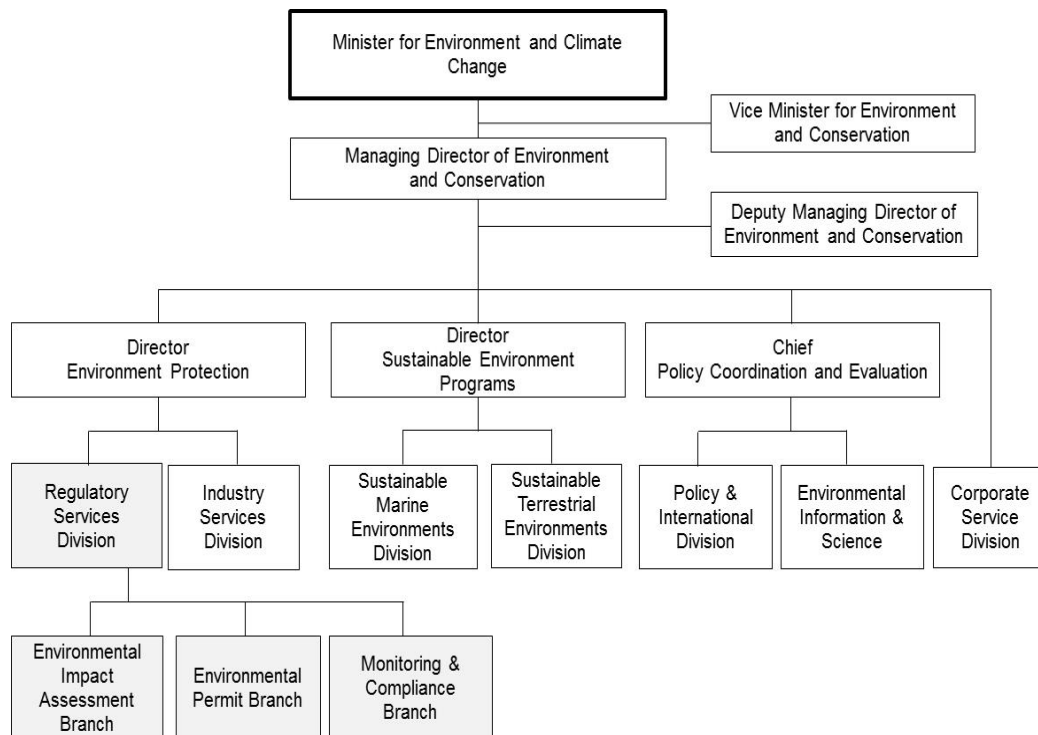 Minister for Environment and Climate
Change
Vice Minister for Environment
and Conservation
Managing Director of Environment
and Conservation
Deputy Managing Director of
Environment and Conservation
Director
Environment Protection
Director
Sustainable Environment
Programs
Chief
Policy Coordination and Evaluation
Regulatory
Services
Division
Industry
Services
Division
Sustainable
Marine
Environments
Division
Sustainable
Terrestrial
Environments
Division
Policy &
International
Division
Environmental
Information &
Science
Corporate
Service
Division
Environmental
Impact
Assessment
Branch
Environmental
Permit Branch
Monitoring &
Compliance
Branch